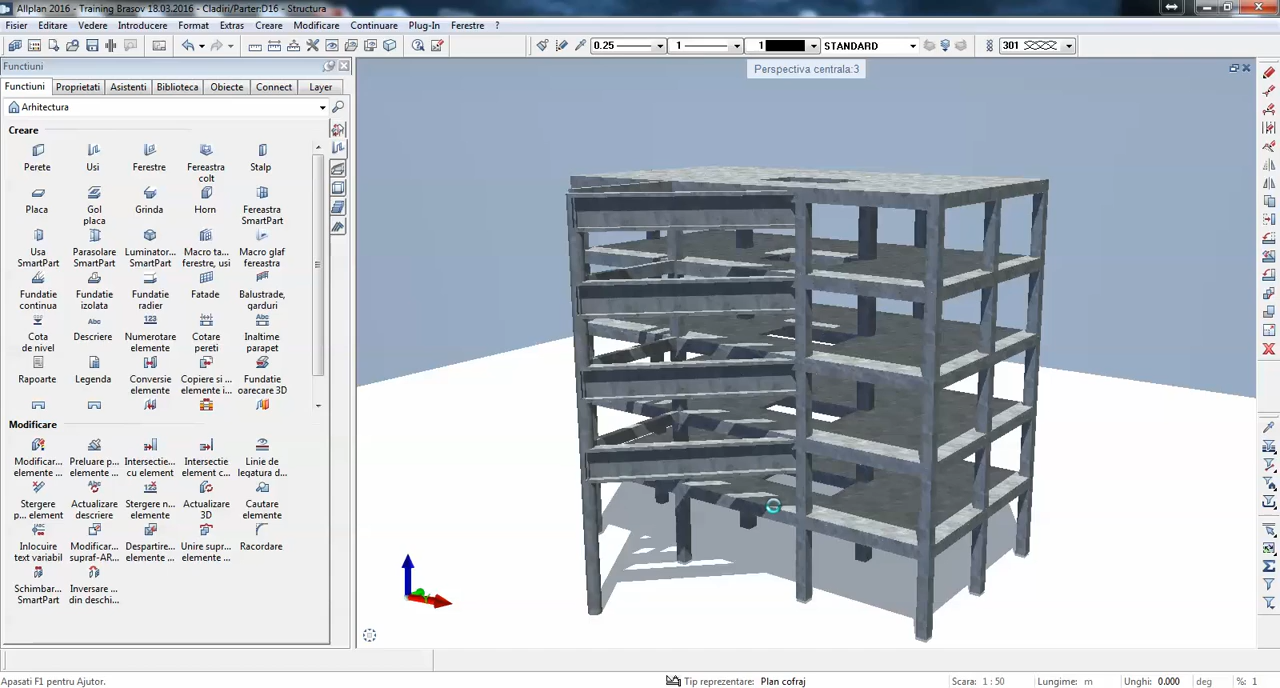 Allplan 2016 - Training Brasov 18.03.2016 - Cladiri/Parter:D16 - Structura
Fisier Editare Vedere Introducere Format Extras Creare Modificare Continuare Plug-In Ferestre ?
0.25 1 1 STANDARD 301
Functiuni
Perspectiva centrala:3
Functiuni Proprietati Asistenti Biblioteca Obiecte Connect Layer
Arhitectura
Creare
Perete Usi Ferestre Fereastra colt Stalp
Placa Gol placa Grinda Horn Fereastra SmartPart
Usa SmartPart Parasolare SmartPart Luminator... SmartPart Macro ta... ferestre, usi Macro glaf fereastra
Fundatie continua Fundatie izolata Fundatie radier Fatade Balustrade, garduri
Cota de nivel Descriere Numerotare elemente Cotare pereti Inaltime parapet
Rapoarte Legenda Conversie elemente Copiere si ... elemente i... Fundatie oarecare 3D
Modificare
Modificar... elemente ... Preluare p... elemente ... Intersectie... cu element Intersectie elemente c... Linie de legatura d...
Stergere p... element Actualizare descriere Stergere n... elemente Actualizare 3D Cautare elemente
Inlocuire text variabil Modificar... supraf-AR... Despartire... elemente ... Unire supr... elemente ... Racordare
Schimbar... SmartPart Inversare ... din deschi...
Apasati F1 pentru Ajutor. Tip reprezentare: Plan cofraj Scara: 1 : 50 Lungime: m Unghi: 0.000 deg %: 1